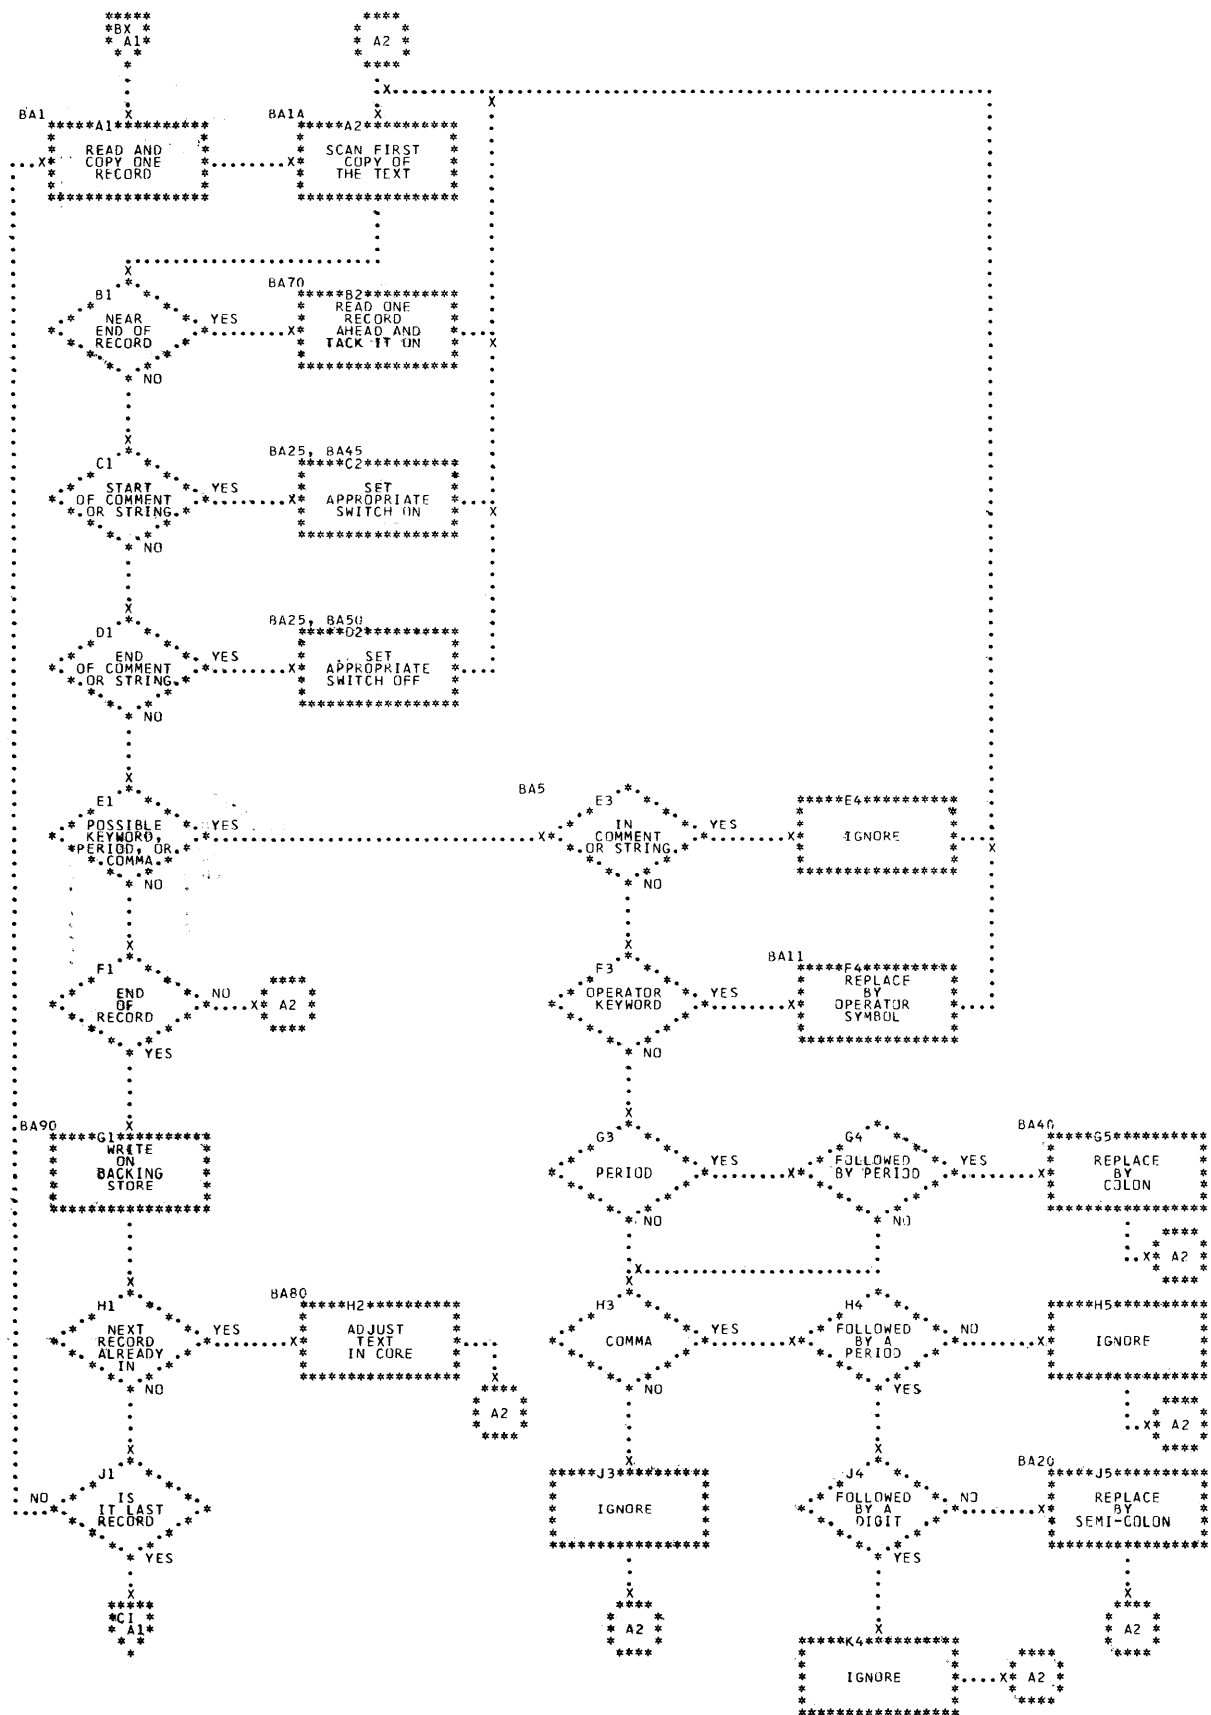 BX
A1
A2
BA1
A1
READ AND
COPY ONE
RECORD
BA1A
A2
SCAN FIRST
COPY OF
THE TEXT
B1
NEAR
END OF
RECORD
YES
NO
BA70
B2
READ ONE
RECORD
AHEAD AND
TACK IT ON
C1
START
OF COMMENT
OR STRING
YES
NO
BA25, BA45
C2
SET
APPROPRIATE
SWITCH ON
D1
END
OF COMMENT
OR STRING
YES
NO
BA25, BA50
D2
SET
APPROPRIATE
SWITCH OFF
E1
POSSIBLE
KEYWORD,
PERIOD, OR
COMMA
YES
NO
BA5
E3
IN
COMMENT
OR STRING
YES
NO
E4
IGNORE
F1
END
OF
RECORD
NO
A2
YES
F3
OPERATOR
KEYWORD
YES
NO
BA11
F4
REPLACE
BY
OPERATOR
SYMBOL
BA90
G1
WRITE
ON
BACKING
STORE
G3
PERIOD
YES
NO
G4
FOLLOWED
BY PERIOD
YES
NO
BA40
G5
REPLACE
BY
COLON
A2
H1
NEXT
RECORD
ALREADY
IN
YES
NO
BA80
H2
ADJUST
TEXT
IN CORE
A2
H3
COMMA
YES
NO
H4
FOLLOWED
BY A
PERIOD
NO
YES
H5
IGNORE
A2
J1
IS
IT LAST
RECORD
NO
YES
CI
A1
J3
IGNORE
A2
J4
FOLLOWED
BY A
DIGIT
NO
YES
BA20
J5
REPLACE
BY
SEMI-COLON
A2
K4
IGNORE
A2